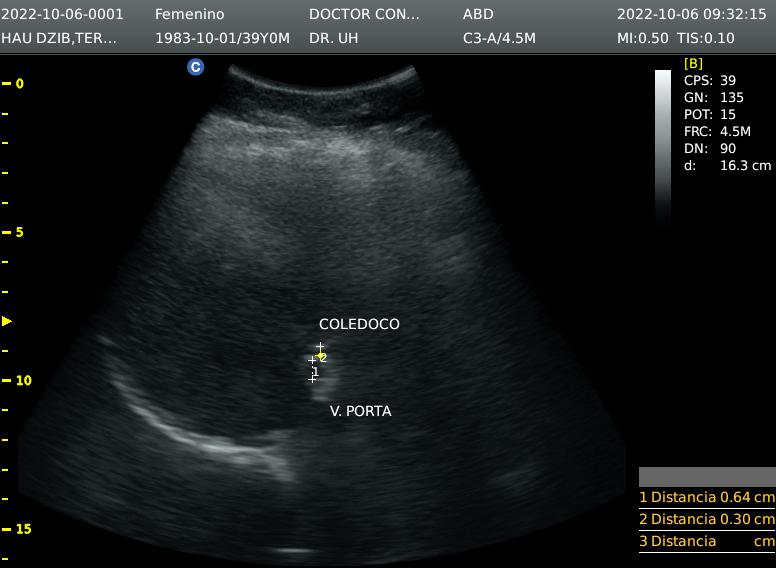 2022-10-06-0001 Femenino DOCTOR CON... ABD 2022-10-06 09:32:15
HAU DZIB,TER... 1983-10-01/39Y0M DR. UH C3-A/4.5M MI:0.50 TIS:0.10
C
[B]
CPS: 39
GN: 135
POT: 15
FRC: 4.5M
DN: 90
d: 16.3 cm
0
5
10
15
COLEDOCO
2
1
V. PORTA
1 Distancia 0.64 cm
2 Distancia 0.30 cm
3 Distancia cm